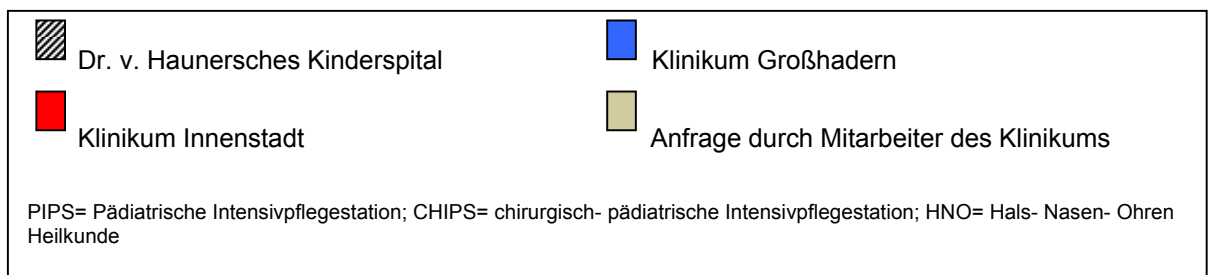 Dr. v. Haunersches Kinderspital
Klinikum Großhadern
Klinikum Innenstadt
Anfrage durch Mitarbeiter des Klinikums
PIPS= Pädiatrische Intensivpflegestation; CHIPS= chirurgisch- pädiatrische Intensivpflegestation; HNO= Hals- Nasen- Ohren
Heilkunde